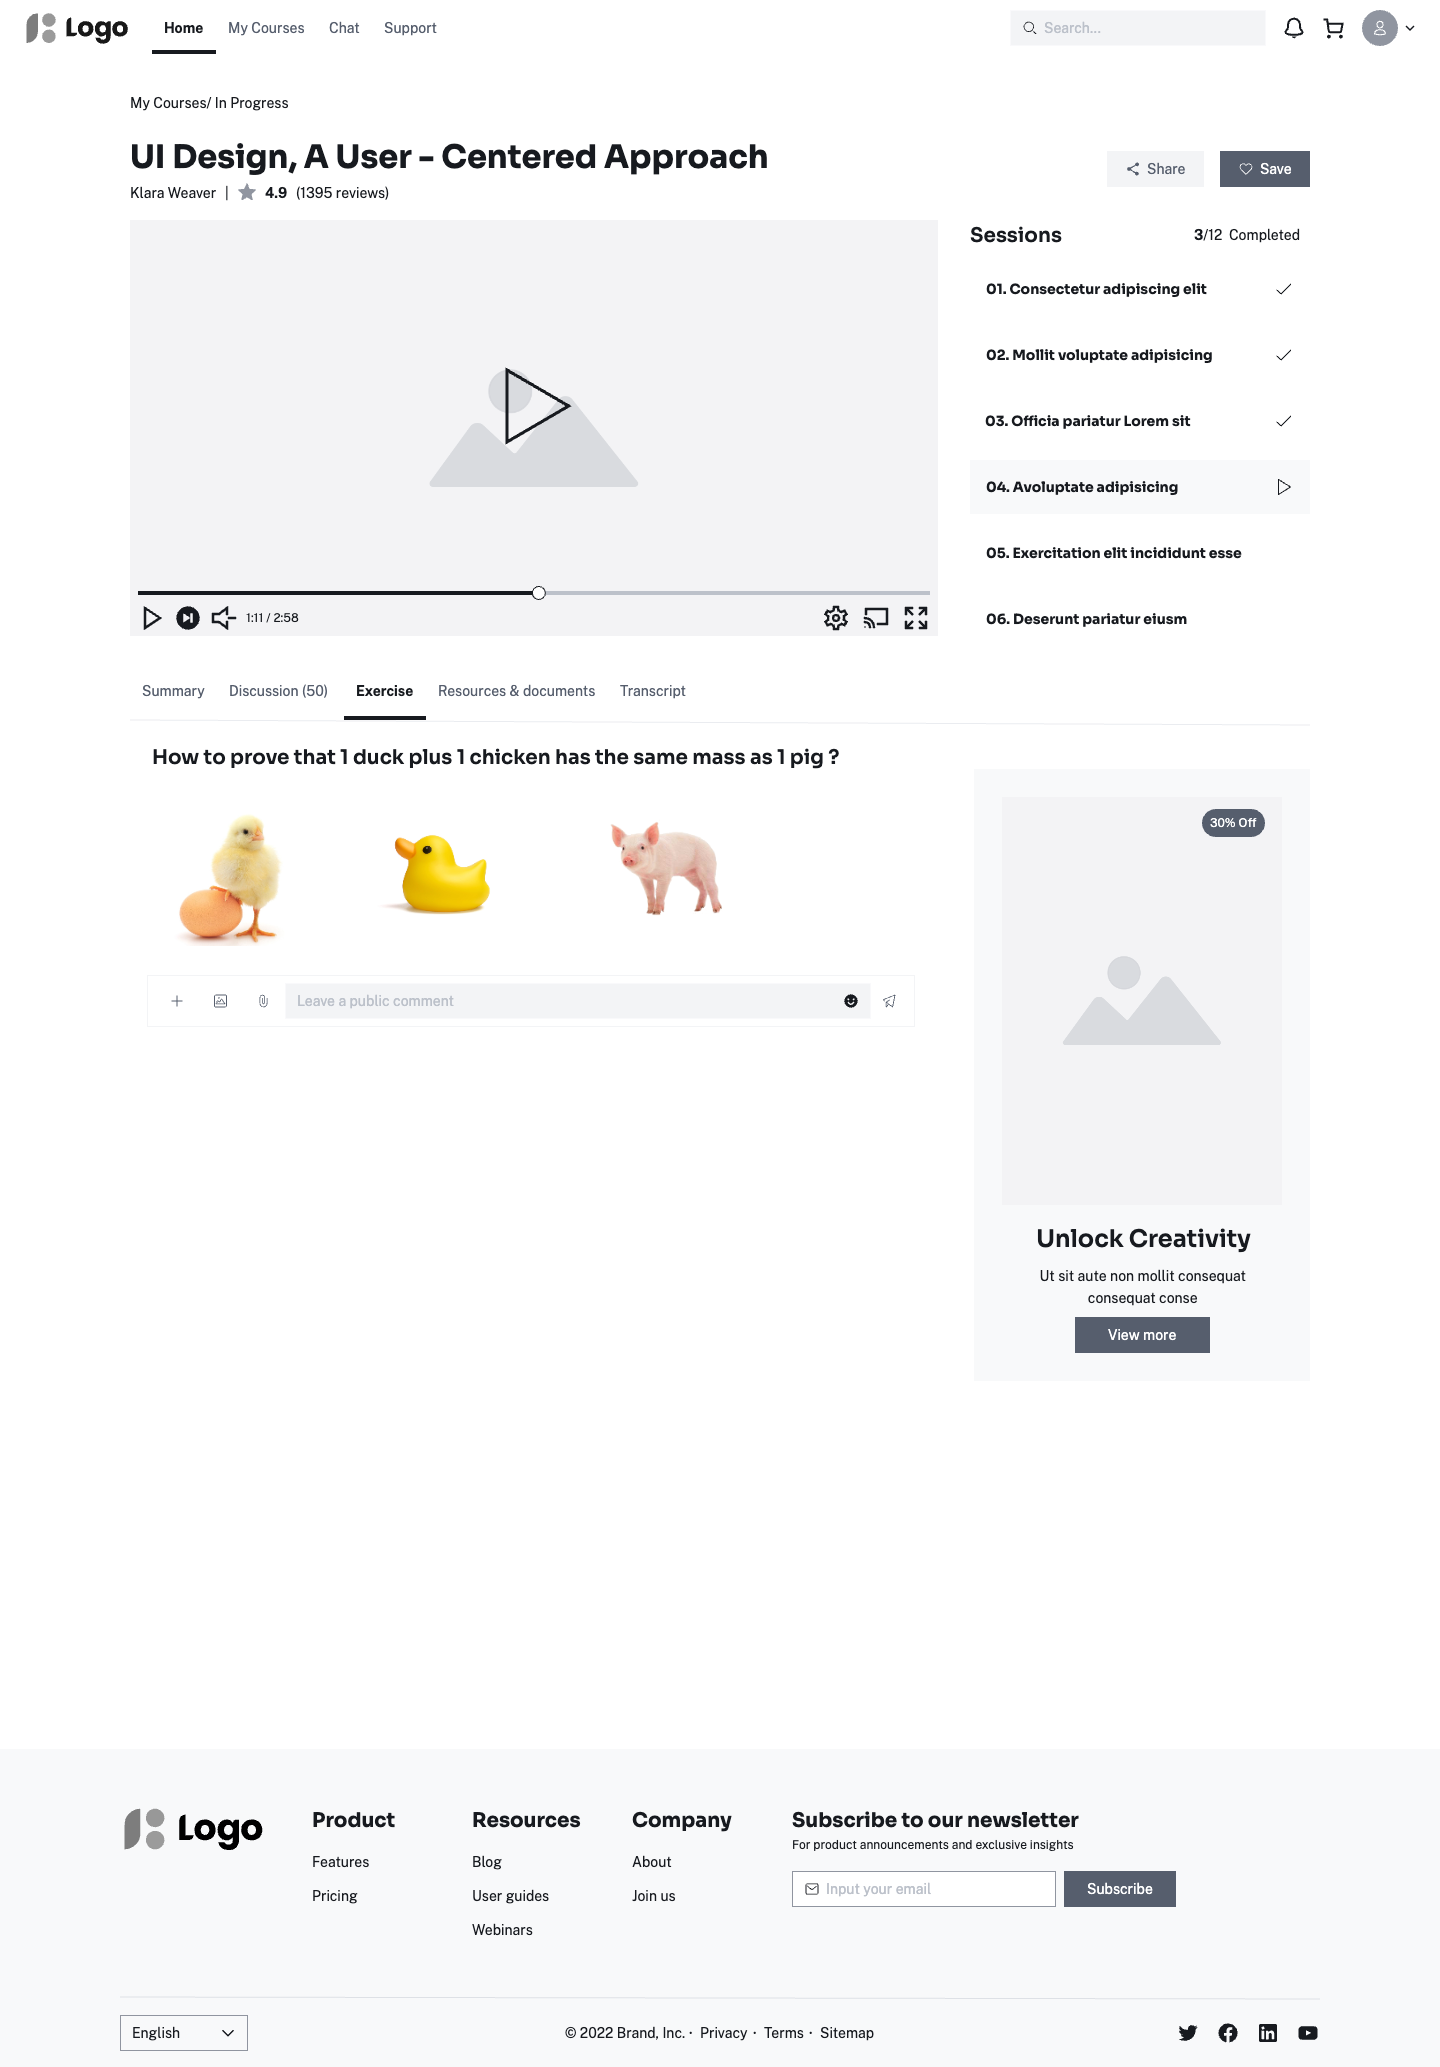 Logo
Home My Courses Chat Support
Search...
My Courses/ In Progress
UI Design, A User - Centered Approach
Klara Weaver | 4.9 (1395 reviews)
Share
Save
Sessions
3/12 Completed
01. Consectetur adipiscing elit
02. Mollit voluptate adipisicing
03. Officia pariatur Lorem sit
04. Avoluptate adipisicing
05. Exercitation elit incididunt esse
06. Deserunt pariatur eiusm
1:11 / 2:58
Summary Discussion (50) Exercise Resources & documents Transcript
How to prove that 1 duck plus 1 chicken has the same mass as 1 pig ?
Leave a public comment
30% Off
Unlock Creativity
Ut sit aute non mollit consequat
consequat conse
View more
Logo
Product
Features
Pricing
Resources
Blog
User guides
Webinars
Company
About
Join us
Subscribe to our newsletter
For product announcements and exclusive insights
Input your email
Subscribe
English
© 2022 Brand, Inc. · Privacy · Terms · Sitemap